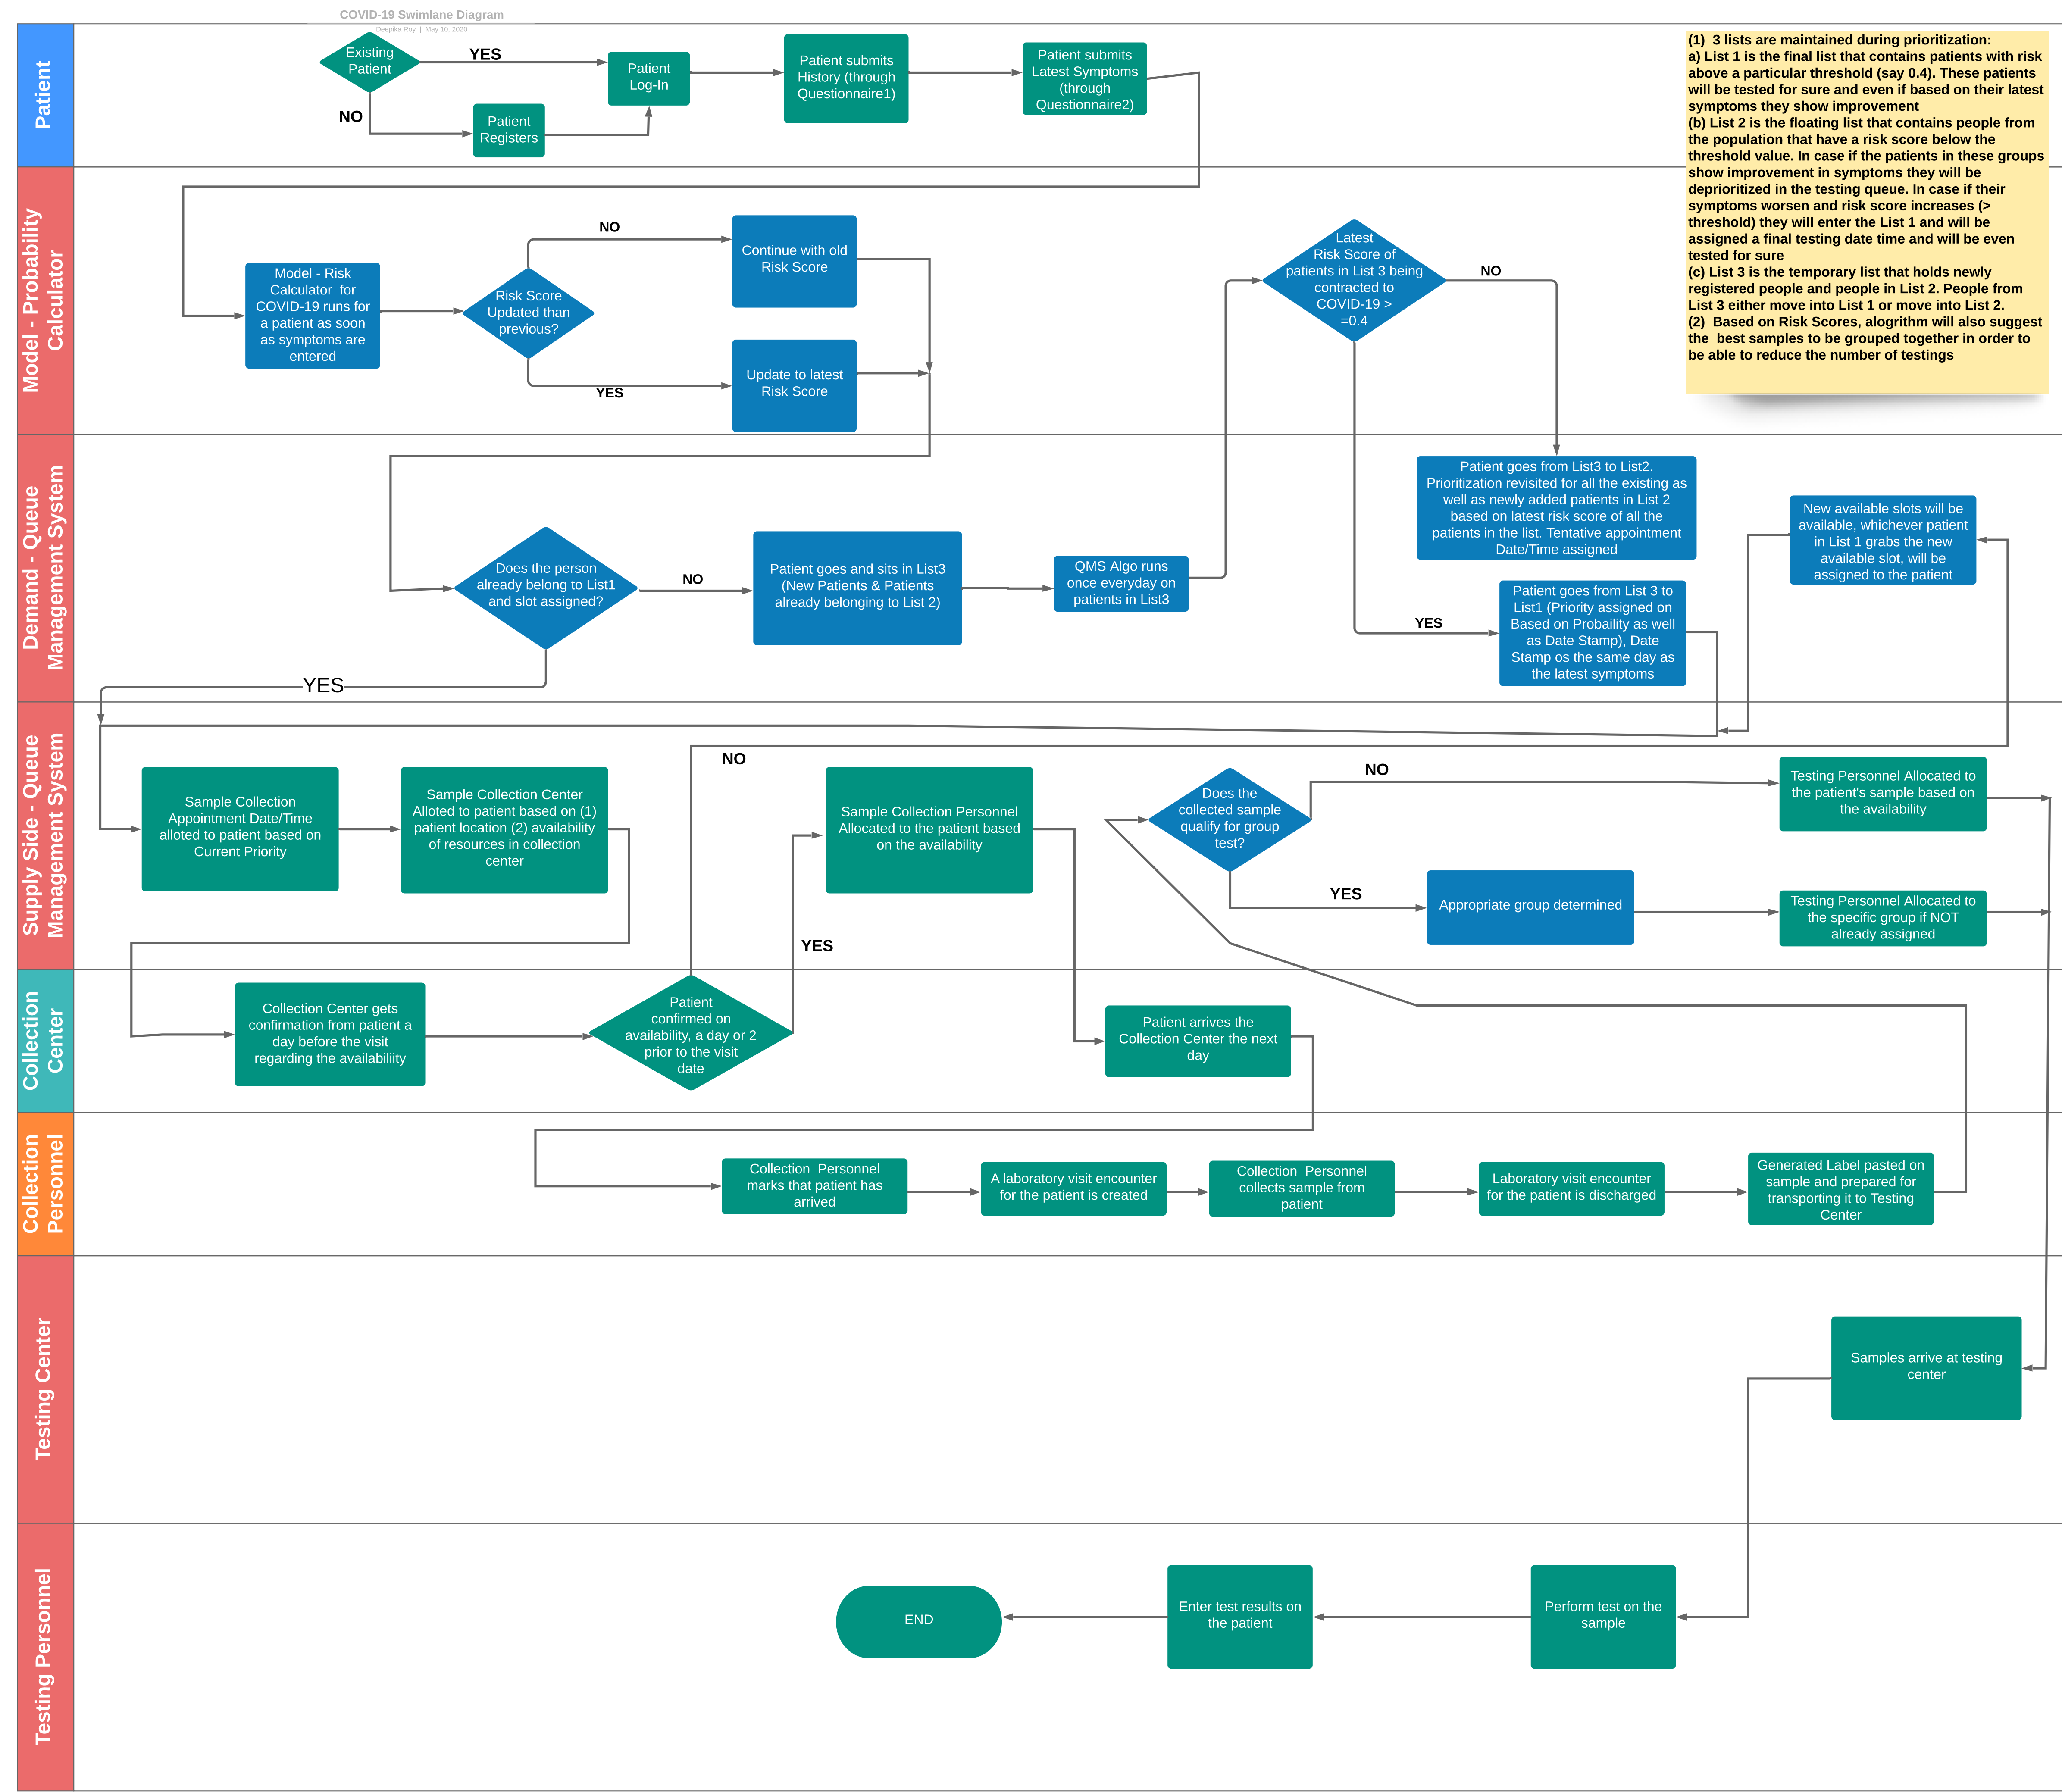 COVID-19 Swimlane Diagram
Deepika Roy | May 10, 2020
Patient
Existing
Patient
YES
NO
Patient
Registers
Patient
Log-In
Patient submits
History (through
Questionnaire1)
Patient submits
Latest Symptoms
(through
Questionnaire2)
(1)  3 lists are maintained during prioritization:
a) List 1 is the final list that contains patients with risk
above a particular threshold (say 0.4). These patients
will be tested for sure and even if based on their latest
symptoms they show improvement
(b) List 2 is the floating list that contains people from
the population that have a risk score below the
threshold value. In case if the patients in these groups
show improvement in symptoms they will be
deprioritized in the testing queue. In case if their
symptoms worsen and risk score increases (>
threshold) they will enter the List 1 and will be
assigned a final testing date time and will be even
tested for sure
(c) List 3 is the temporary list that holds newly
registered people and people in List 2. People from
List 3 either move into List 1 or move into List 2.
(2)  Based on Risk Scores, alogrithm will also suggest
the  best samples to be grouped together in order to
be able to reduce the number of testings
Model - Probability
Calculator
Model - Risk
Calculator  for
COVID-19 runs for
a patient as soon
as symptoms are
entered
Risk Score
Updated than
previous?
NO
YES
Continue with old
Risk Score
Update to latest
Risk Score
Latest
Risk Score of
patients in List 3 being
contracted to
COVID-19 >
=0.4
NO
Demand - Queue
Management System
Does the person
already belong to List1
and slot assigned?
NO
YES
Patient goes and sits in List3
(New Patients & Patients
already belonging to List 2)
QMS Algo runs
once everyday on
patients in List3
Patient goes from List3 to List2.
Prioritization revisited for all the existing as
well as newly added patients in List 2
based on latest risk score of all the
patients in the list. Tentative appointment
Date/Time assigned
YES
Patient goes from List 3 to
List1 (Priority assigned on
Based on Probaility as well
as Date Stamp), Date
Stamp os the same day as
the latest symptoms
New available slots will be
available, whichever patient
in List 1 grabs the new
available slot, will be
assigned to the patient
Supply Side - Queue
Management System
Sample Collection
Appointment Date/Time
alloted to patient based on
Current Priority
Sample Collection Center
Alloted to patient based on (1)
patient location (2) availability
of resources in collection
center
NO
YES
Sample Collection Personnel
Allocated to the patient based
on the availability
Does the
collected sample
qualify for group
test?
NO
YES
Appropriate group determined
Testing Personnel Allocated to
the patient's sample based on
the availability
Testing Personnel Allocated to
the specific group if NOT
already assigned
Collection
Center
Collection Center gets
confirmation from patient a
day before the visit
regarding the availabiliity
Patient
confirmed on
availability, a day or 2
prior to the visit
date
Patient arrives the
Collection Center the next
day
Collection
Personnel
Collection  Personnel
marks that patient has
arrived
A laboratory visit encounter
for the patient is created
Collection  Personnel
collects sample from
patient
Laboratory visit encounter
for the patient is discharged
Generated Label pasted on
sample and prepared for
transporting it to Testing
Center
Testing Center
Samples arrive at testing
center
Testing Personnel
END
Enter test results on
the patient
Perform test on the
sample